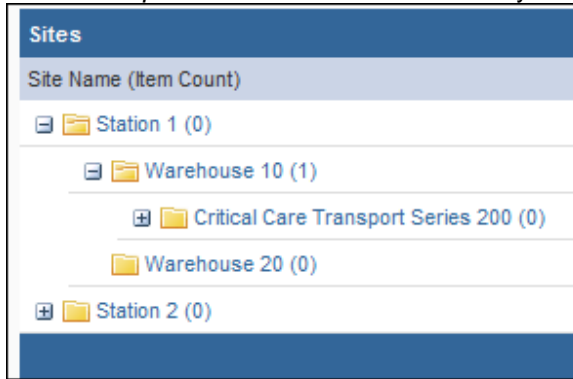 Sites
Site Name (Item Count)
Station 1 (0)
Warehouse 10 (1)
Critical Care Transport Series 200 (0)
Warehouse 20 (0)
Station 2 (0)